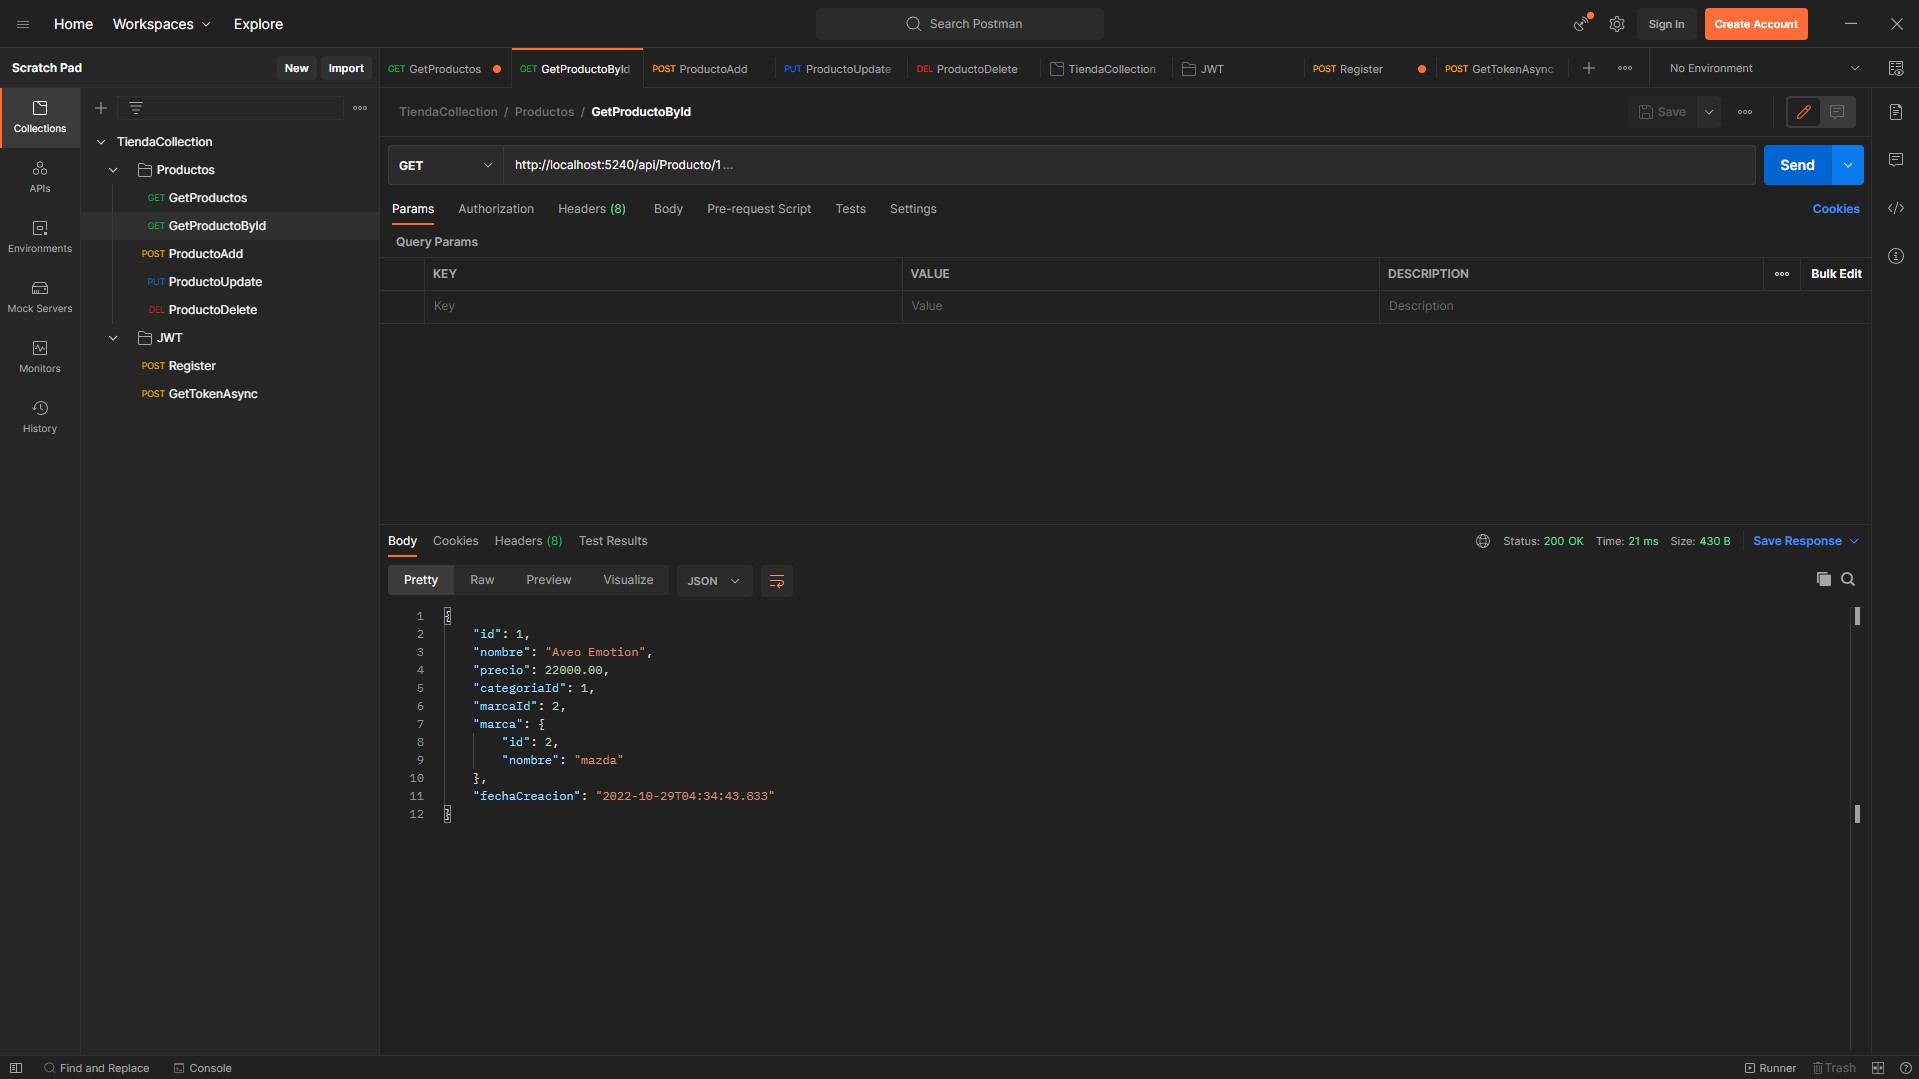 Home Workspaces Explore Search Postman Sign In Create Account
Scratch Pad New Import
GET GetProductos GET GetProductoById POST ProductoAdd PUT ProductoUpdate DEL ProductoDelete TiendaCollection JWT POST Register POST GetTokenAsync No Environment
Collections
APIs
Environments
Mock Servers
Monitors
History
TiendaCollection
Productos
GET GetProductos
GET GetProductoById
POST ProductoAdd
PUT ProductoUpdate
DEL ProductoDelete
JWT
POST Register
POST GetTokenAsync
TiendaCollection / Productos / GetProductoById Save
GET http://localhost:5240/api/Producto/1... Send
Params Authorization Headers (8) Body Pre-request Script Tests Settings Cookies
Query Params
KEY VALUE DESCRIPTION Bulk Edit
Key Value Description
Body Cookies Headers (8) Test Results Status: 200 OK Time: 21 ms Size: 430 B Save Response
Pretty Raw Preview Visualize JSON
1 {
2 "id": 1,
3 "nombre": "Aveo Emotion",
4 "precio": 22000.00,
5 "categoriaId": 1,
6 "marcaId": 2,
7 "marca": {
8 "id": 2,
9 "nombre": "mazda"
10 },
11 "fechaCreacion": "2022-10-29T04:34:43.833"
12 }
Find and Replace Console Runner Trash